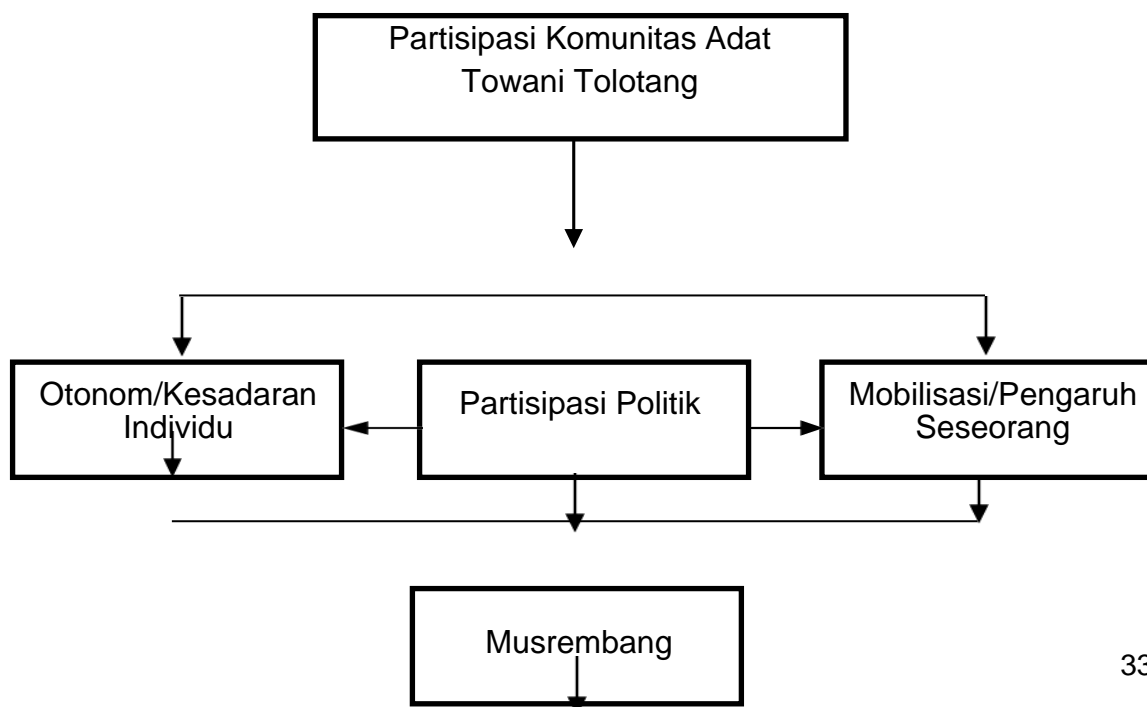 Partisipasi Komunitas Adat
Towani Tolotang
Otonom/Kesadaran
Individu
Partisipasi Politik
Mobilisasi/Pengaruh
Seseorang
Musrembang
33